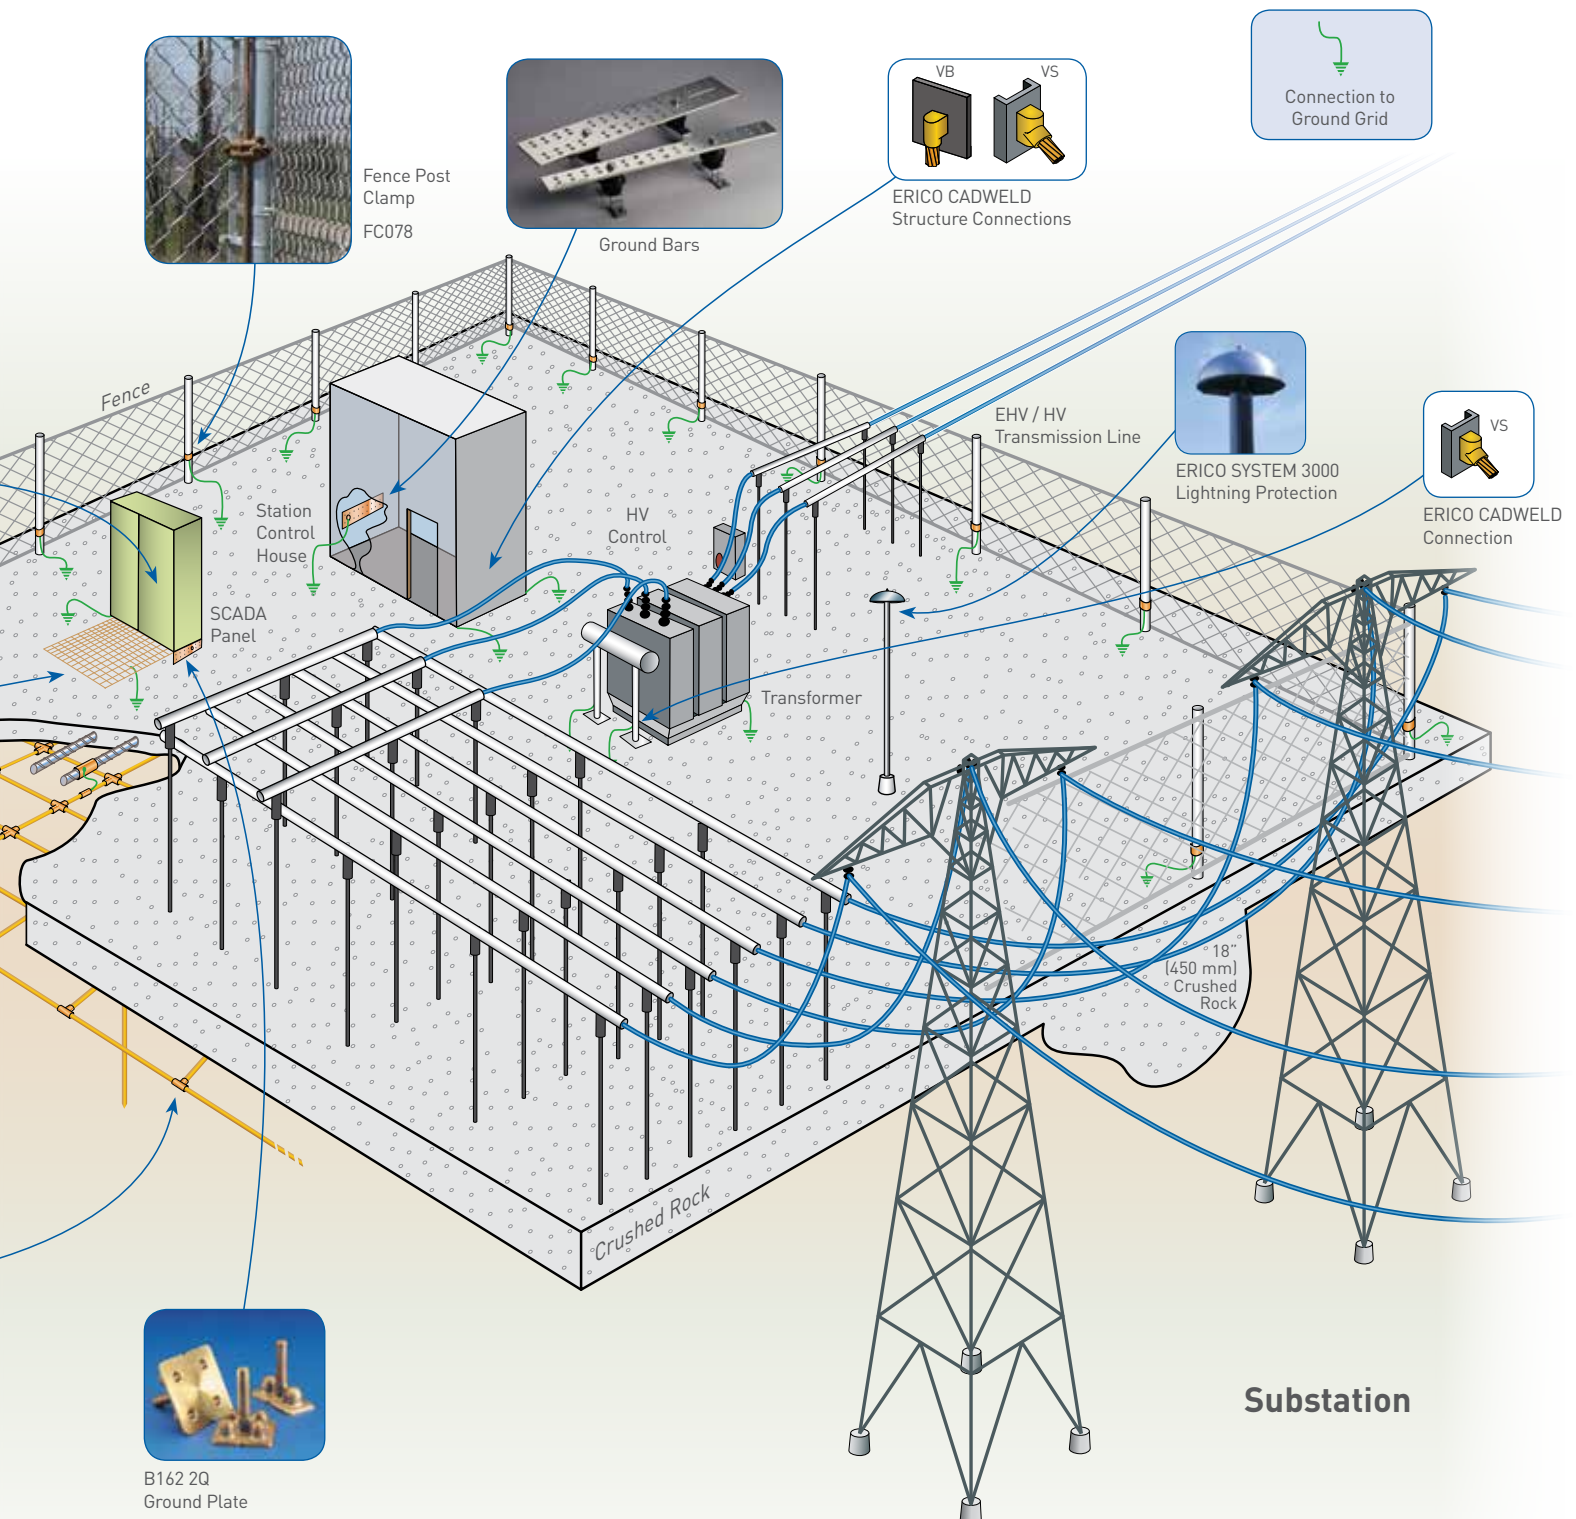 VB
VS
Connection to
Ground Grid
Fence Post
Clamp
FC078
ERICO CADWELD
Structure Connections
Ground Bars
Fence
EHV / HV
Transmission Line
ERICO SYSTEM 3000
Lightning Protection
VS
ERICO CADWELD
Connection
Station
Control
House
HV
Control
SCADA
Panel
Transformer
18"
(450 mm)
Crushed
Rock
Crushed Rock
Substation
B162 2Q
Ground Plate